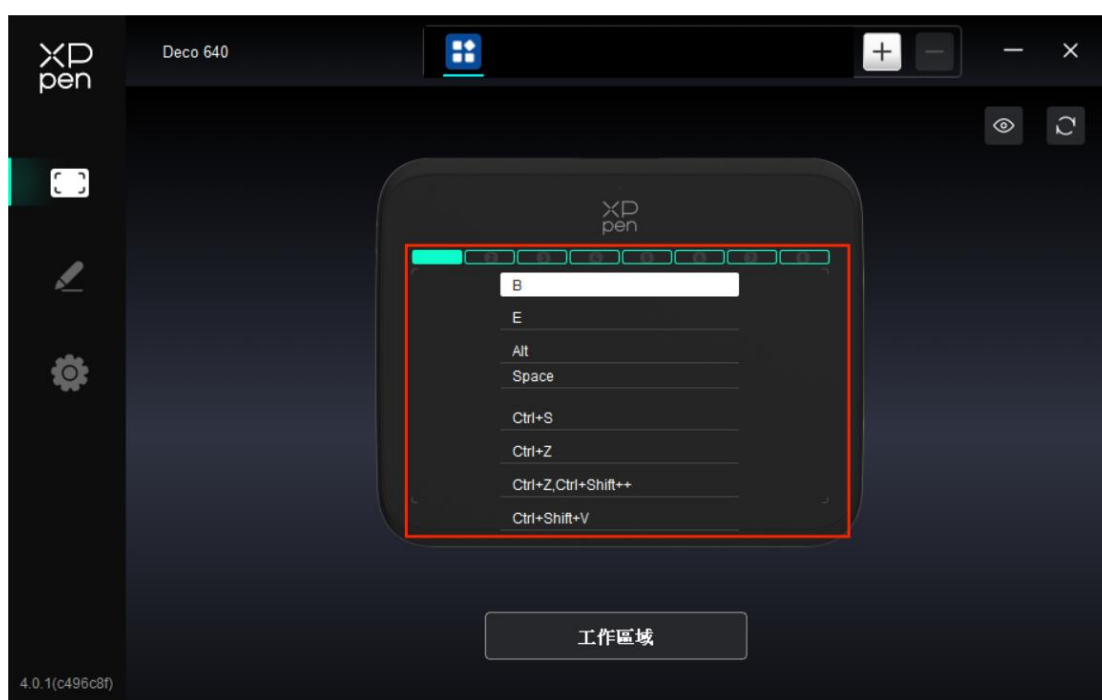 XP
pen
Deco 640
XP
pen
B
E
Alt
Space
Ctrl+S
Ctrl+Z
Ctrl+Z,Ctrl+Shift++
Ctrl+Shift+V
工作區域
4.0.1(c496c8f)